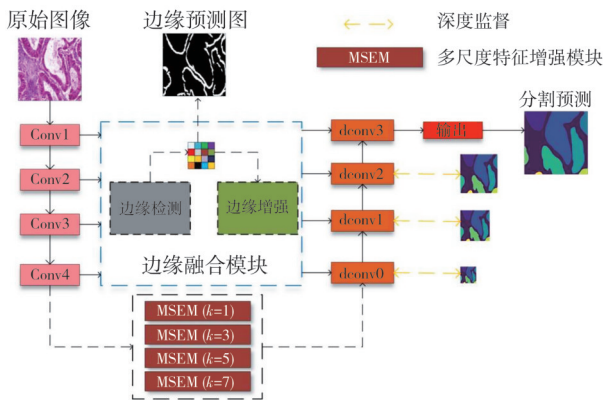 原始图像
边缘预测图
深度监督
MSEM
多尺度特征增强模块
分割预测
Conv1
dconv3
输出
Conv2
dconv2
边缘检测
边缘增强
Conv3
dconv1
边缘融合模块
Conv4
dconv0
MSEM (k=1)
MSEM (k=3)
MSEM (k=5)
MSEM (k=7)